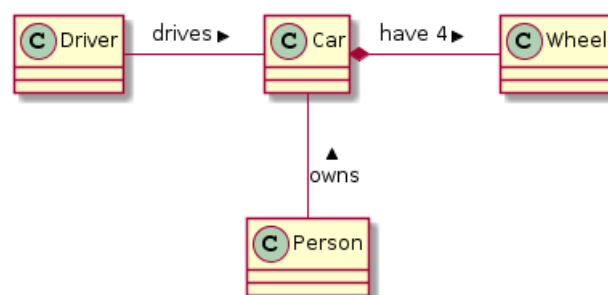 C Driver
drives ▶
C Car
have 4▶
C Wheel
▲
owns
C Person